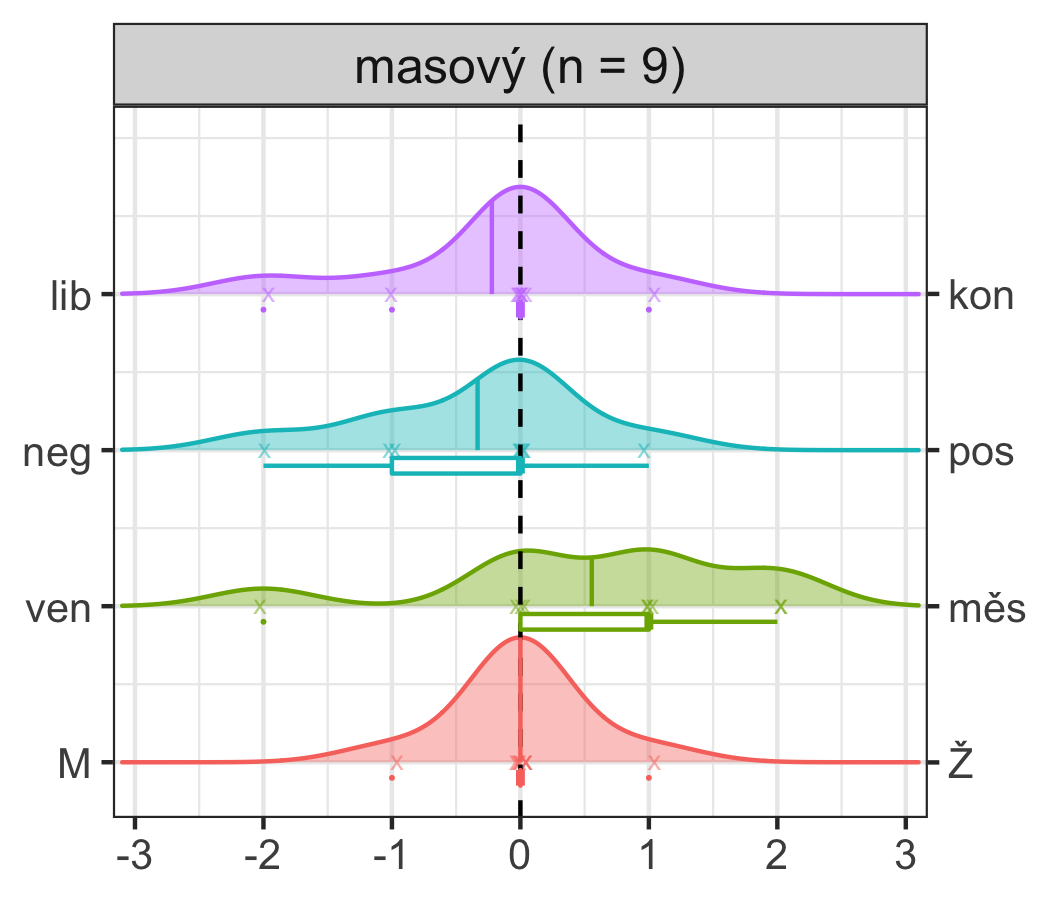 masový (n = 9)
lib kon
neg pos
ven měs
M Ž
-3 -2 -1 0 1 2 3